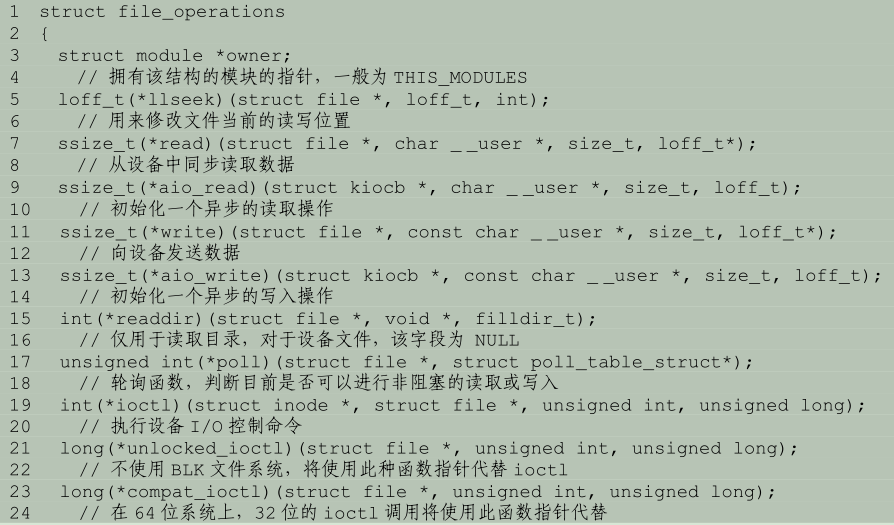 1 struct file_operations
2 {
3 struct module *owner;
4 // 拥有该结构的模块的指针，一般为 THIS_MODULES
5 loff_t(*llseek)(struct file *, loff_t, int);
6 // 用来修改文件当前的读写位置
7 ssize_t(*read)(struct file *, char __user *, size_t, loff_t*);
8 // 从设备中同步读取数据
9 ssize_t(*aio_read)(struct kiocb *, char __user *, size_t, loff_t);
10 // 初始化一个异步的读取操作
11 ssize_t(*write)(struct file *, const char __user *, size_t, loff_t*);
12 // 向设备发送数据
13 ssize_t(*aio_write)(struct kiocb *, const char __user *, size_t, loff_t);
14 // 初始化一个异步的写入操作
15 int(*readdir)(struct file *, void *, filldir_t);
16 // 仅用于读取目录，对于设备文件，该字段为 NULL
17 unsigned int(*poll)(struct file *, struct poll_table_struct*);
18 // 轮询函数，判断目前是否可以进行非阻塞的读取或写入
19 int(*ioctl)(struct inode *, struct file *, unsigned int, unsigned long);
20 // 执行设备 I/O 控制命令
21 long(*unlocked_ioctl)(struct file *, unsigned int, unsigned long);
22 // 不使用 BLK 文件系统，将使用此种函数指针代替 ioctl
23 long(*compat_ioctl)(struct file *, unsigned int, unsigned long);
24 // 在 64 位系统上，32 位的 ioctl 调用将使用此函数指针代替